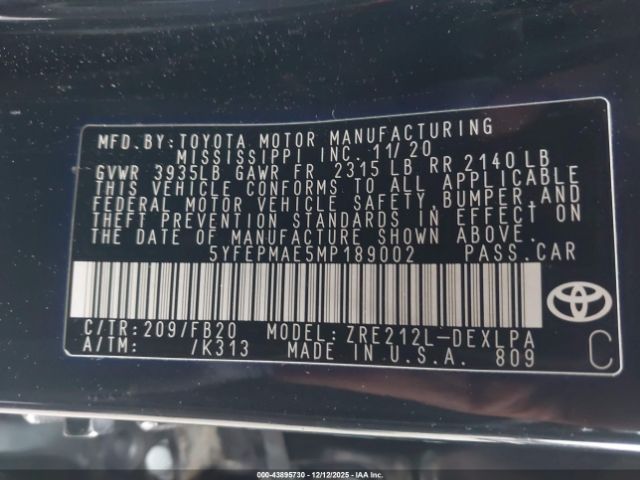 MFD.BY: TOYOTA MOTOR MANUFACTURING
MISSISSIPPI INC. 11/20
GVWR 3935LB GAWR FR 2315 LB RR 2140 LB
THIS VEHICLE CONFORMS TO ALL APPLICABLE
FEDERAL MOTOR VEHICLE SAFETY,BUMPER,AND
THEFT PREVENTION STANDARDS IN EFFECT ON
THE DATE OF MANUFACTURE SHOWN ABOVE.
5YFEPMAE5MP189002 PASS.CAR
C/TR:209/FB20 MODEL:ZRE212L-DEXLPA
A/TM: /K313 MADE IN U.S.A. 809
C
000-43895730 - 12/12/2025 - IAA Inc.